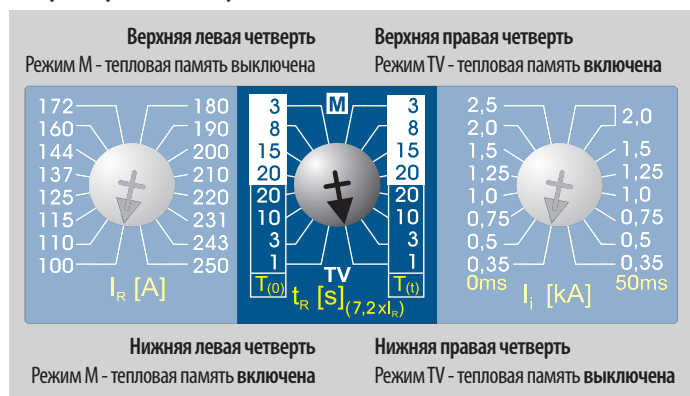 Верхняя левая четверть
Режим М - тепловая память выключена
Верхняя правая четверть
Режим TV - тепловая память включена
172 180
160 190
144 200
137 210
125 220
115 231
110 243
100 250
I_R [A]
M
3 3
8 8
15 15
20 20
20 20
10 10
3 3
1 1
TV
T(0) T(t)
t_R [s](7,2xI_R)
2,5 2,0
2,0
1,5 1,5
1,25 1,25
1,0 1,0
0,75 0,75
0,5 0,5
0,35 0,35
0ms 50ms
I_i [kA]
Нижняя левая четверть
Режим М - тепловая память включена
Нижняя правая четверть
Режим TV - тепловая память выключена